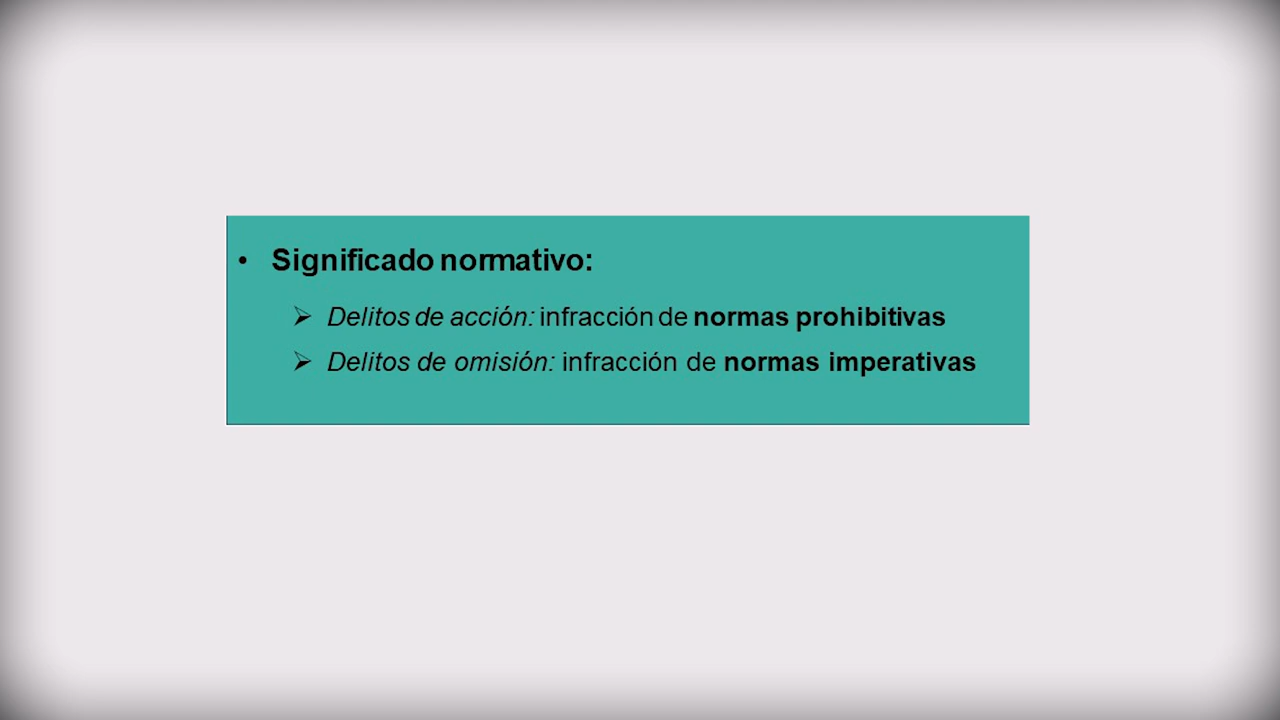 • Significado normativo:
➢ Delitos de acción: infracción de normas prohibitivas
➢ Delitos de omisión: infracción de normas imperativas